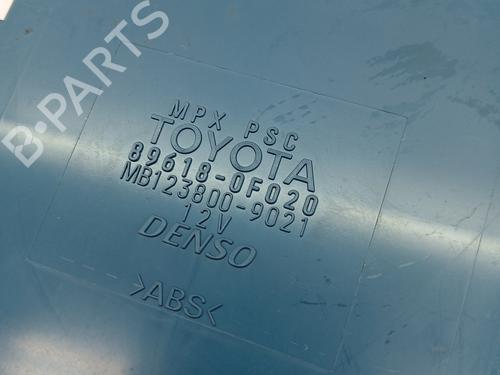 B-PARTS
MPX PSC
TOYOTA
89618-0F020
MB123800-9021
12V
DENSO
>ABS<